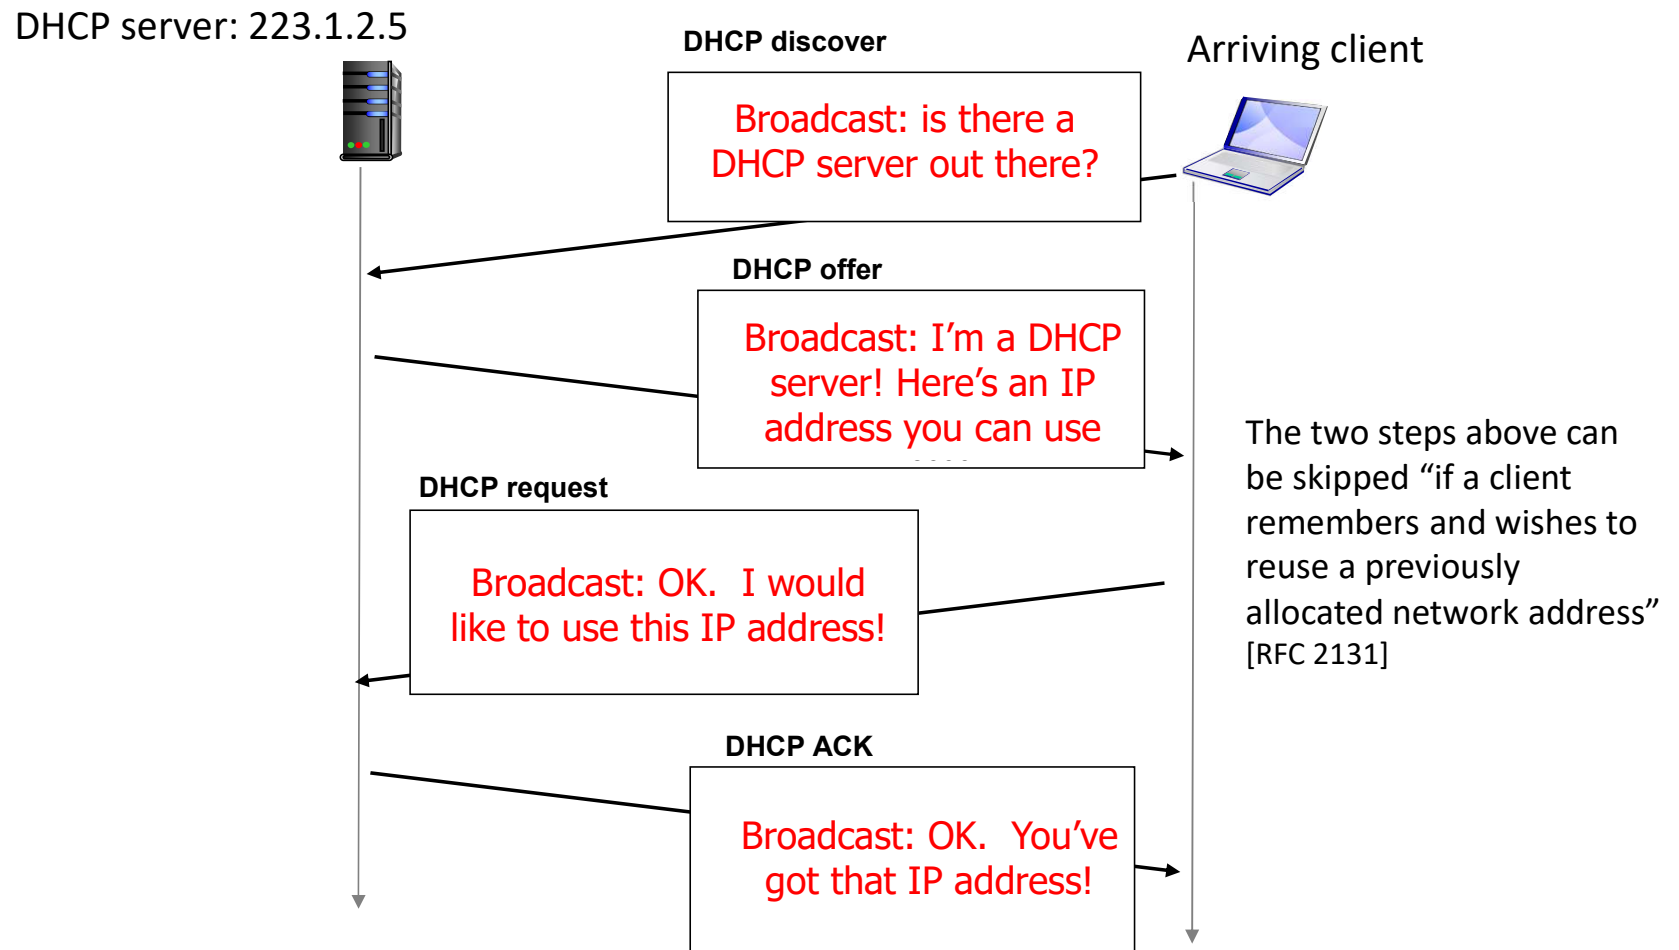 DHCP server: 223.1.2.5
DHCP discover
Arriving client
Broadcast: is there a
DHCP server out there?
DHCP offer
Broadcast: I’m a DHCP
server! Here’s an IP
address you can use
The two steps above can
be skipped “if a client
remembers and wishes to
reuse a previously
allocated network address”
[RFC 2131]
DHCP request
Broadcast: OK.  I would
like to use this IP address!
DHCP ACK
Broadcast: OK.  You’ve
got that IP address!